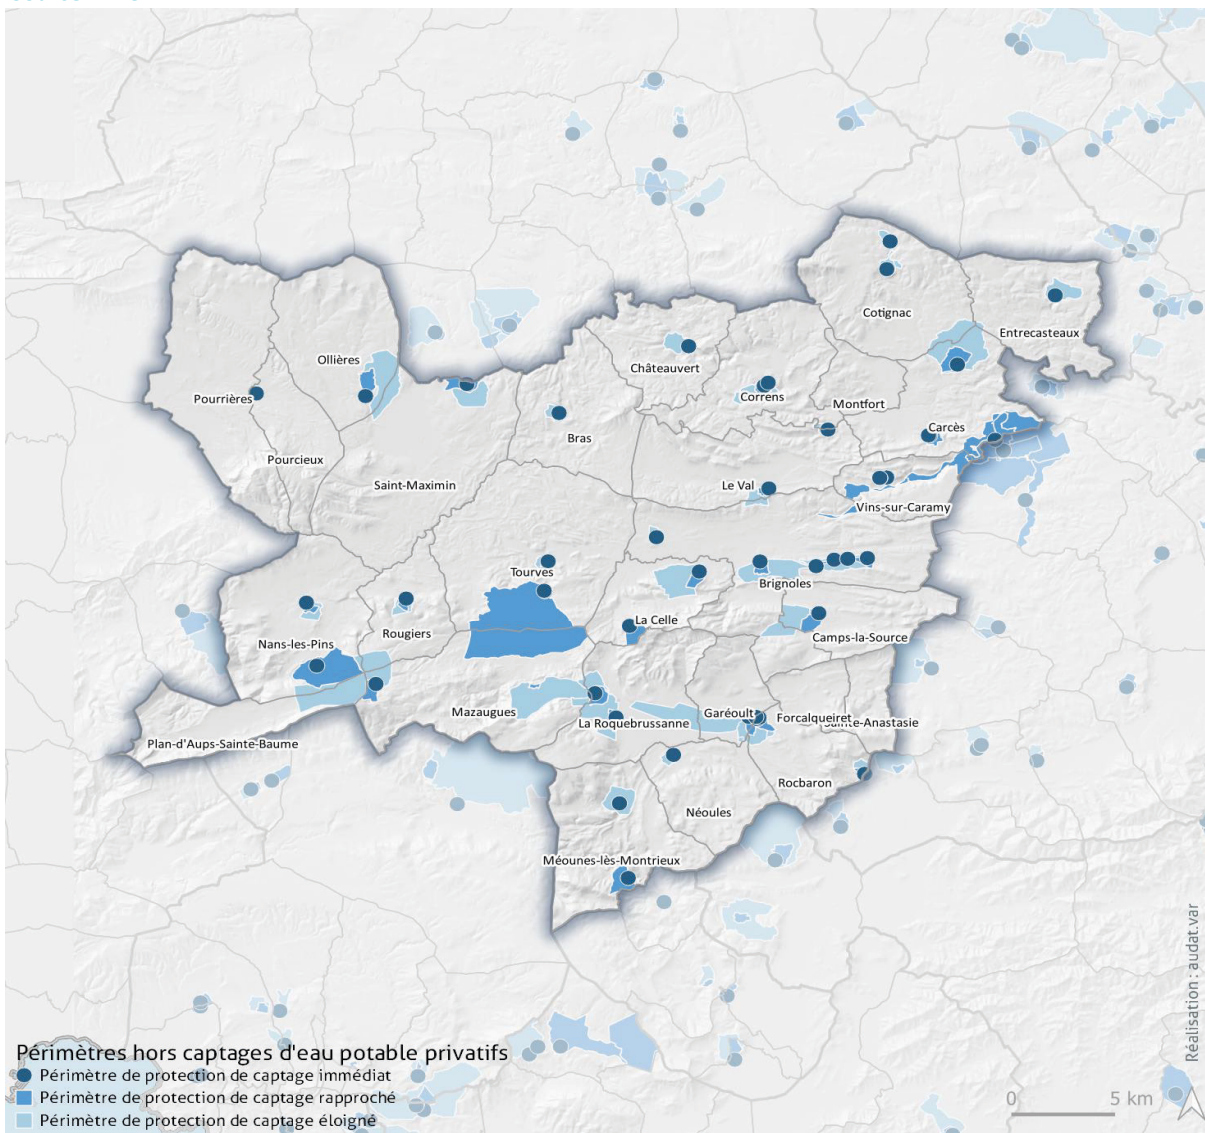 Cotignac
Entrecasteaux
Ollières
Châteauvert
Pourrières
Correns
Montfort
Carcès
Bras
Pourcieux
Saint-Maximin
Le Val
Vins-sur-Caramy
Tourves
Brignoles
La Celle
Rougiers
Camps-la-Source
Nans-les-Pins
Mazaugues
Garéoult
Forcalqueiret
La Roquebrussanne
Plan-d'Aups-Sainte-Baume
Rocbaron
Néoules
Méounes-lès-Montrieux
Réalisation : audat.var
Périmètres hors captages d'eau potable privatifs
Périmètre de protection de captage immédiat
Périmètre de protection de captage rapproché
Périmètre de protection de captage éloigné
0 5 km